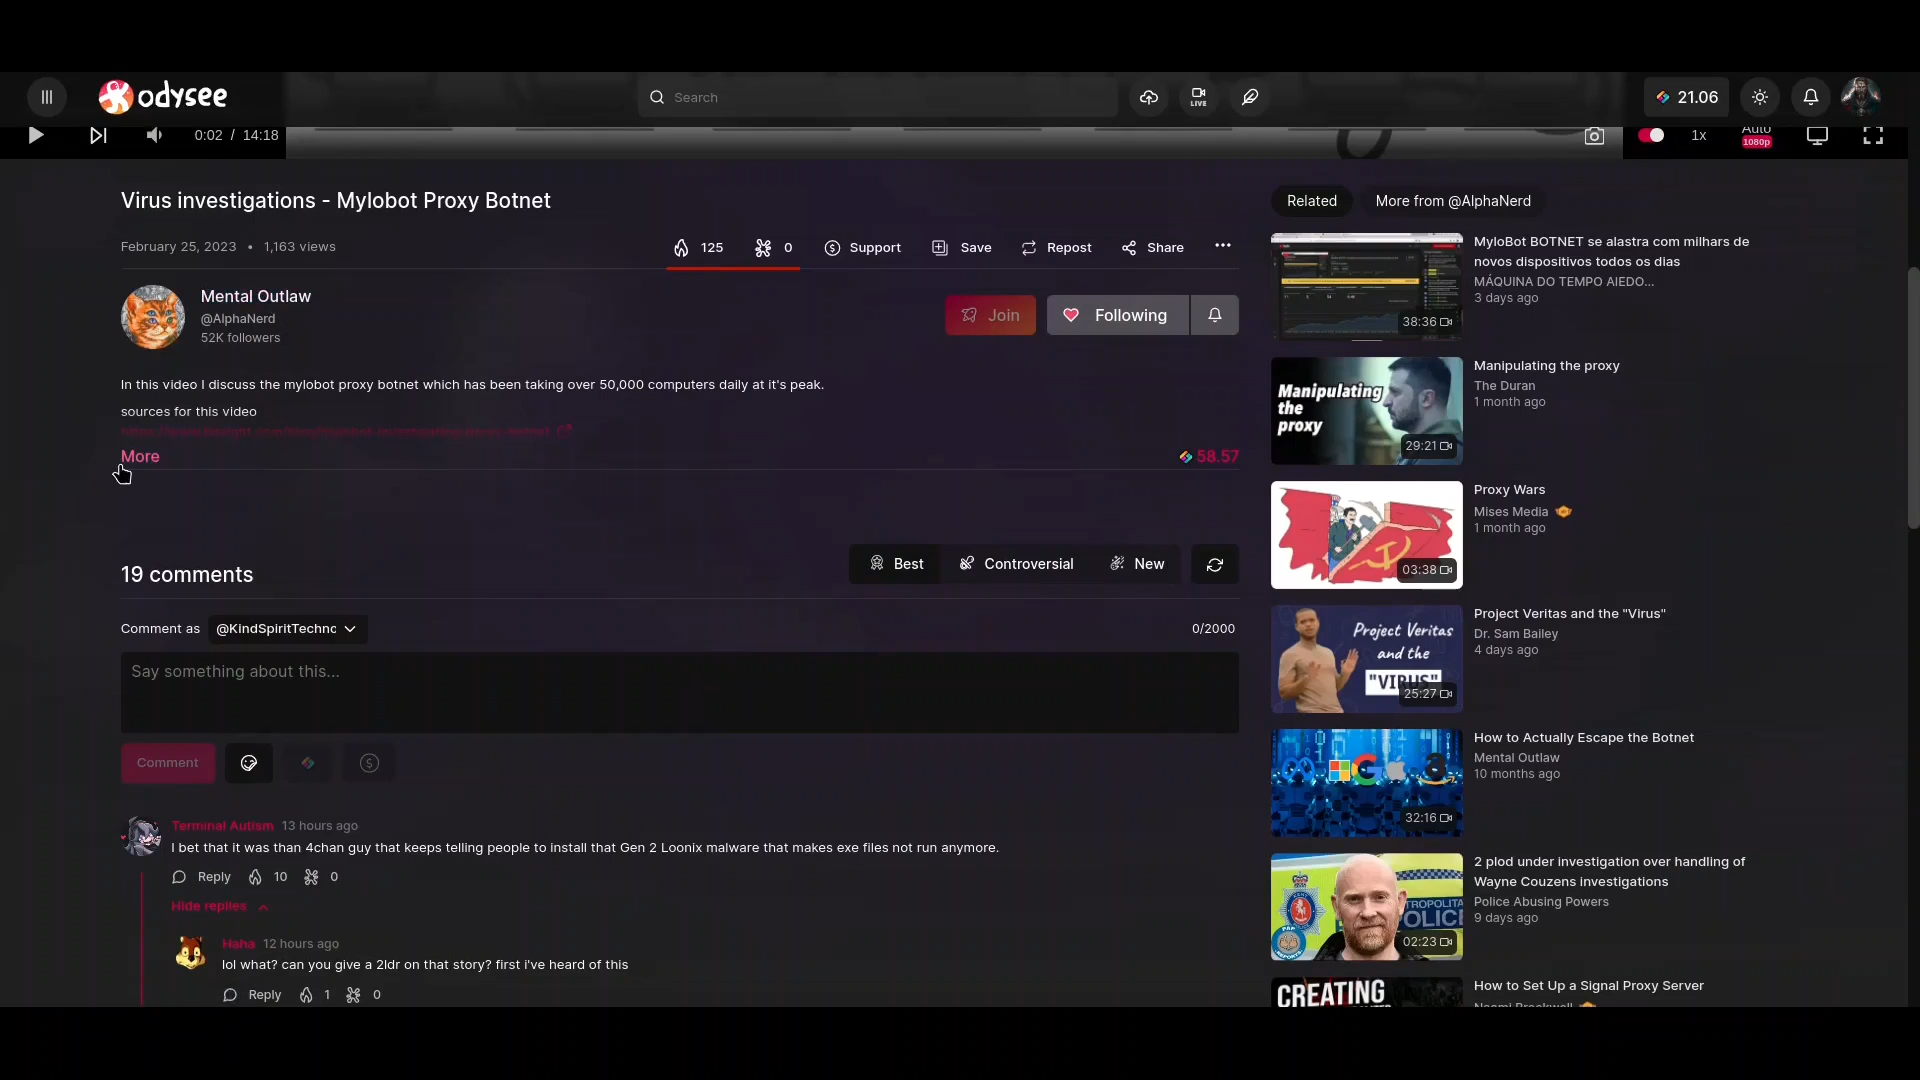 odysee
Search
LIVE
21.06
0:02 / 14:18
1x
Auto
1080p
Virus investigations - Mylobot Proxy Botnet
February 25, 2023 • 1,163 views
125
0
Support
Save
Repost
Share
Mental Outlaw
@AlphaNerd
52K followers
Join
Following
In this video I discuss the mylobot proxy botnet which has been taking over 50,000 computers daily at it's peak.
sources for this video
More
58.57
19 comments
Best
Controversial
New
Comment as
@KindSpiritTechno
0/2000
Say something about this...
Comment
Terminal Autism 13 hours ago
I bet that it was than 4chan guy that keeps telling people to install that Gen 2 Loonix malware that makes exe files not run anymore.
Reply 10 0
Hide replies
Haha 12 hours ago
lol what? can you give a 2ldr on that story? first i've heard of this
Reply 1 0
Related
More from @AlphaNerd
38:36
MyloBot BOTNET se alastra com milhars de
novos dispositivos todos os dias
MÁQUINA DO TEMPO AIEDO...
3 days ago
Manipulating
the
proxy
29:21
Manipulating the proxy
The Duran
1 month ago
03:38
Proxy Wars
Mises Media
1 month ago
Project Veritas
and the
"VIRUS"
25:27
Project Veritas and the "Virus"
Dr. Sam Bailey
4 days ago
32:16
How to Actually Escape the Botnet
Mental Outlaw
10 months ago
POLICE
02:23
2 plod under investigation over handling of
Wayne Couzens investigations
Police Abusing Powers
9 days ago
CREATING
How to Set Up a Signal Proxy Server
Naomi Brockwell